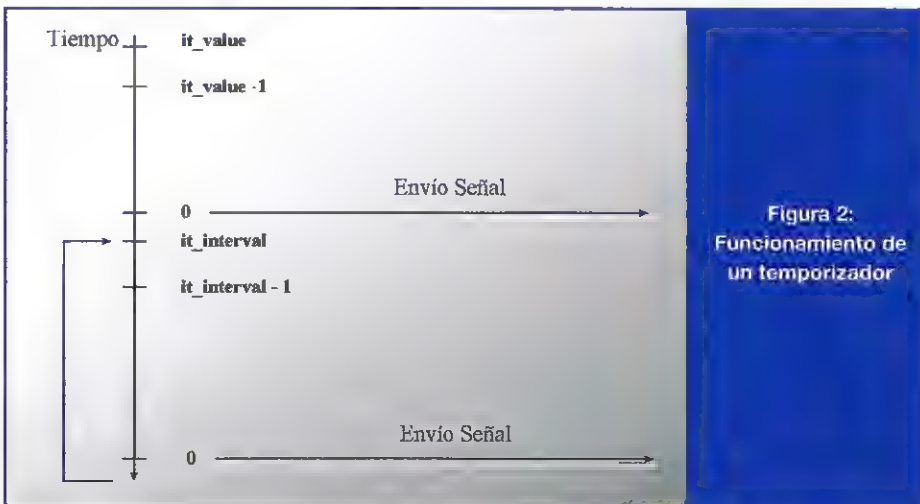 Tiempo
it_value
it_value -1
Envío Señal
0
it_interval
it_interval - 1
Envío Señal
0
Figura 2:
Funcionamiento de
un temporizador